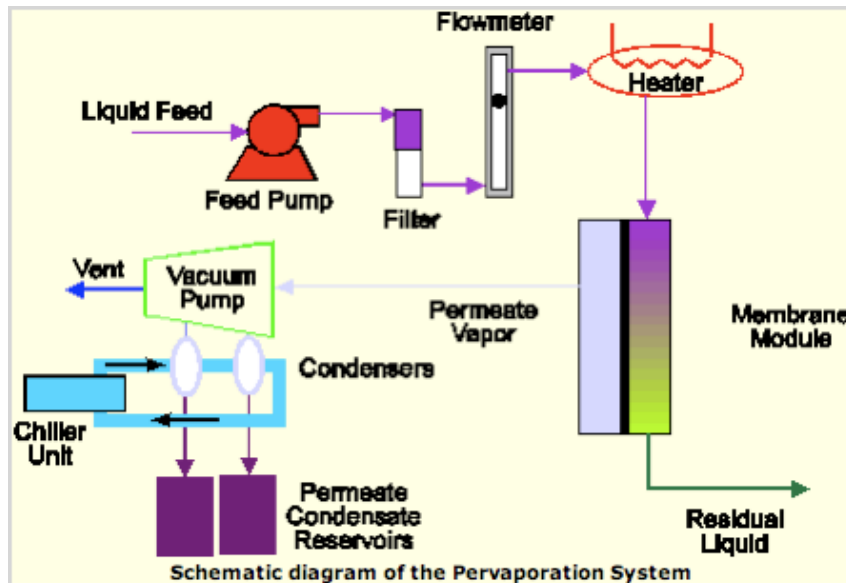 Flowmeter
Heater
Liquid Feed
Feed Pump
Filter
Vent
Vacuum
Pump
Permeate
Vapor
Membrane
Module
Condensers
Chiller
Unit
Permeate
Condensate
Reservoirs
Residual
Liquid
Schematic diagram of the Pervaporation System